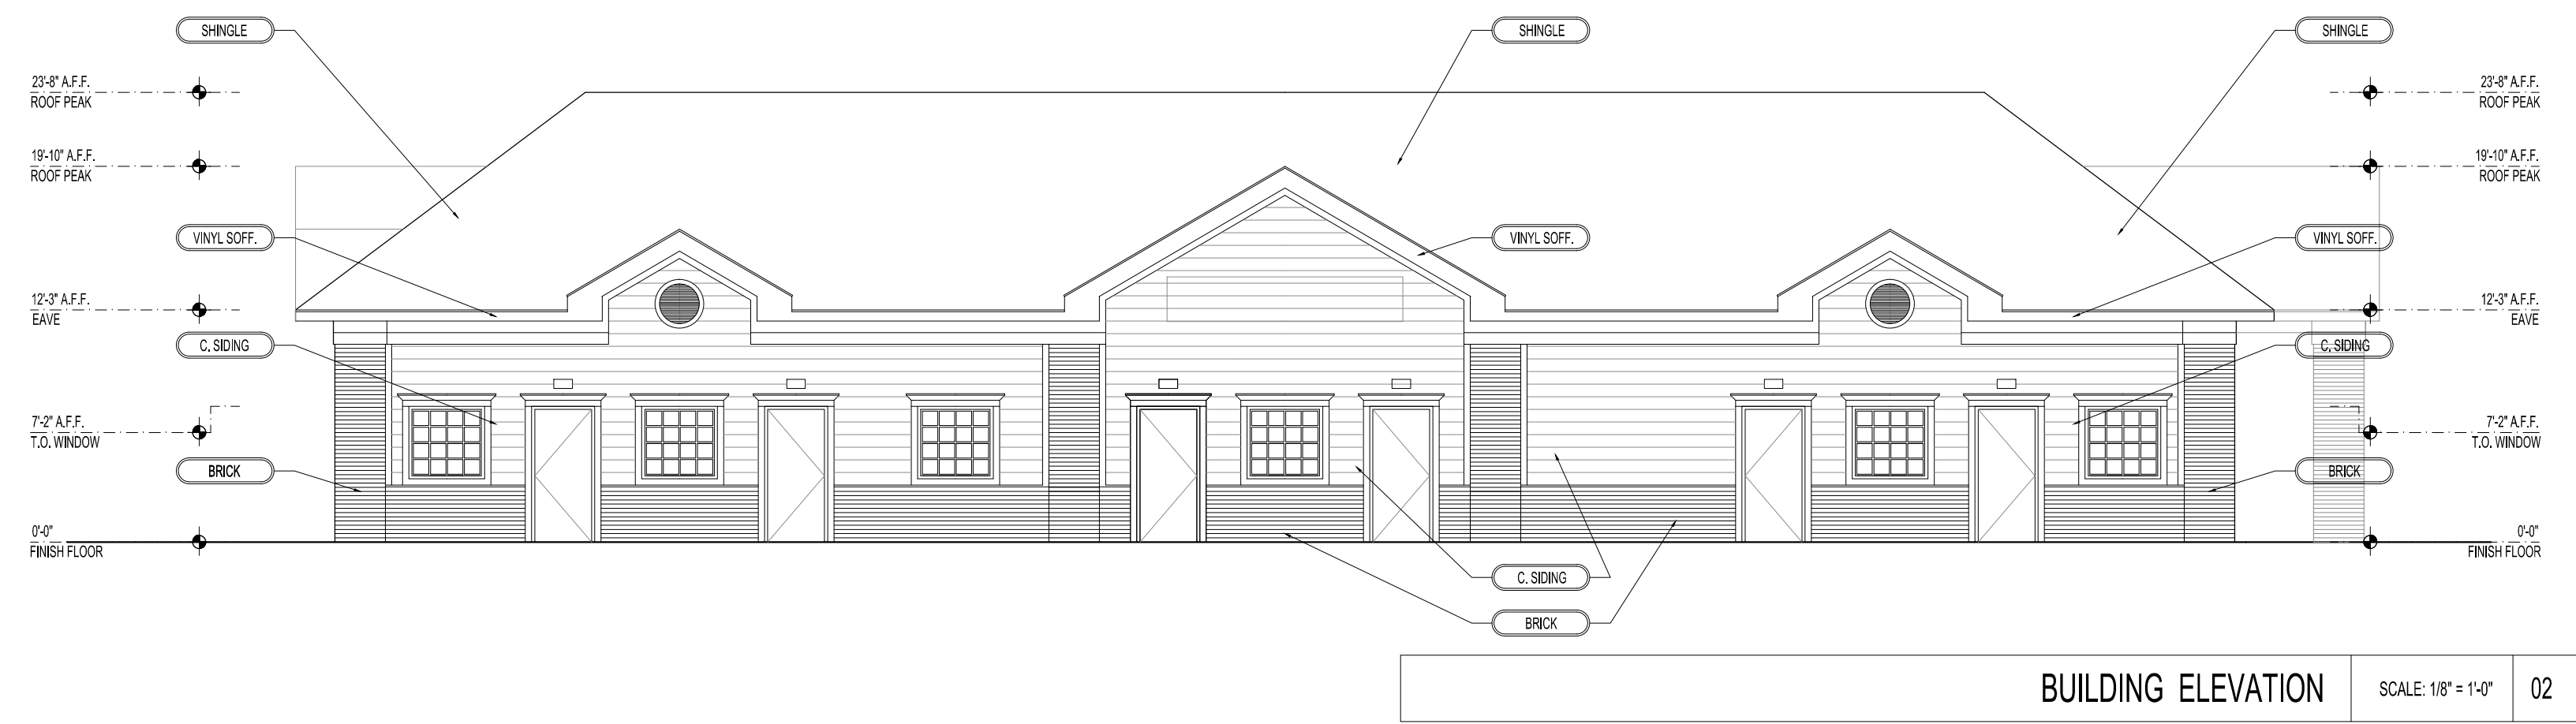 SHINGLE
SHINGLE
SHINGLE
23'-8" A.F.F.
ROOF PEAK
23'-8" A.F.F.
ROOF PEAK
19'-10" A.F.F.
ROOF PEAK
19'-10" A.F.F.
ROOF PEAK
VINYL SOFF.
VINYL SOFF.
VINYL SOFF.
12'-3" A.F.F.
EAVE
12'-3" A.F.F.
EAVE
C. SIDING
C. SIDING
7'-2" A.F.F.
T.O. WINDOW
7'-2" A.F.F.
T.O. WINDOW
BRICK
BRICK
0'-0"
FINISH FLOOR
0'-0"
FINISH FLOOR
C. SIDING
BRICK
BUILDING ELEVATION SCALE: 1/8" = 1'-0" 02